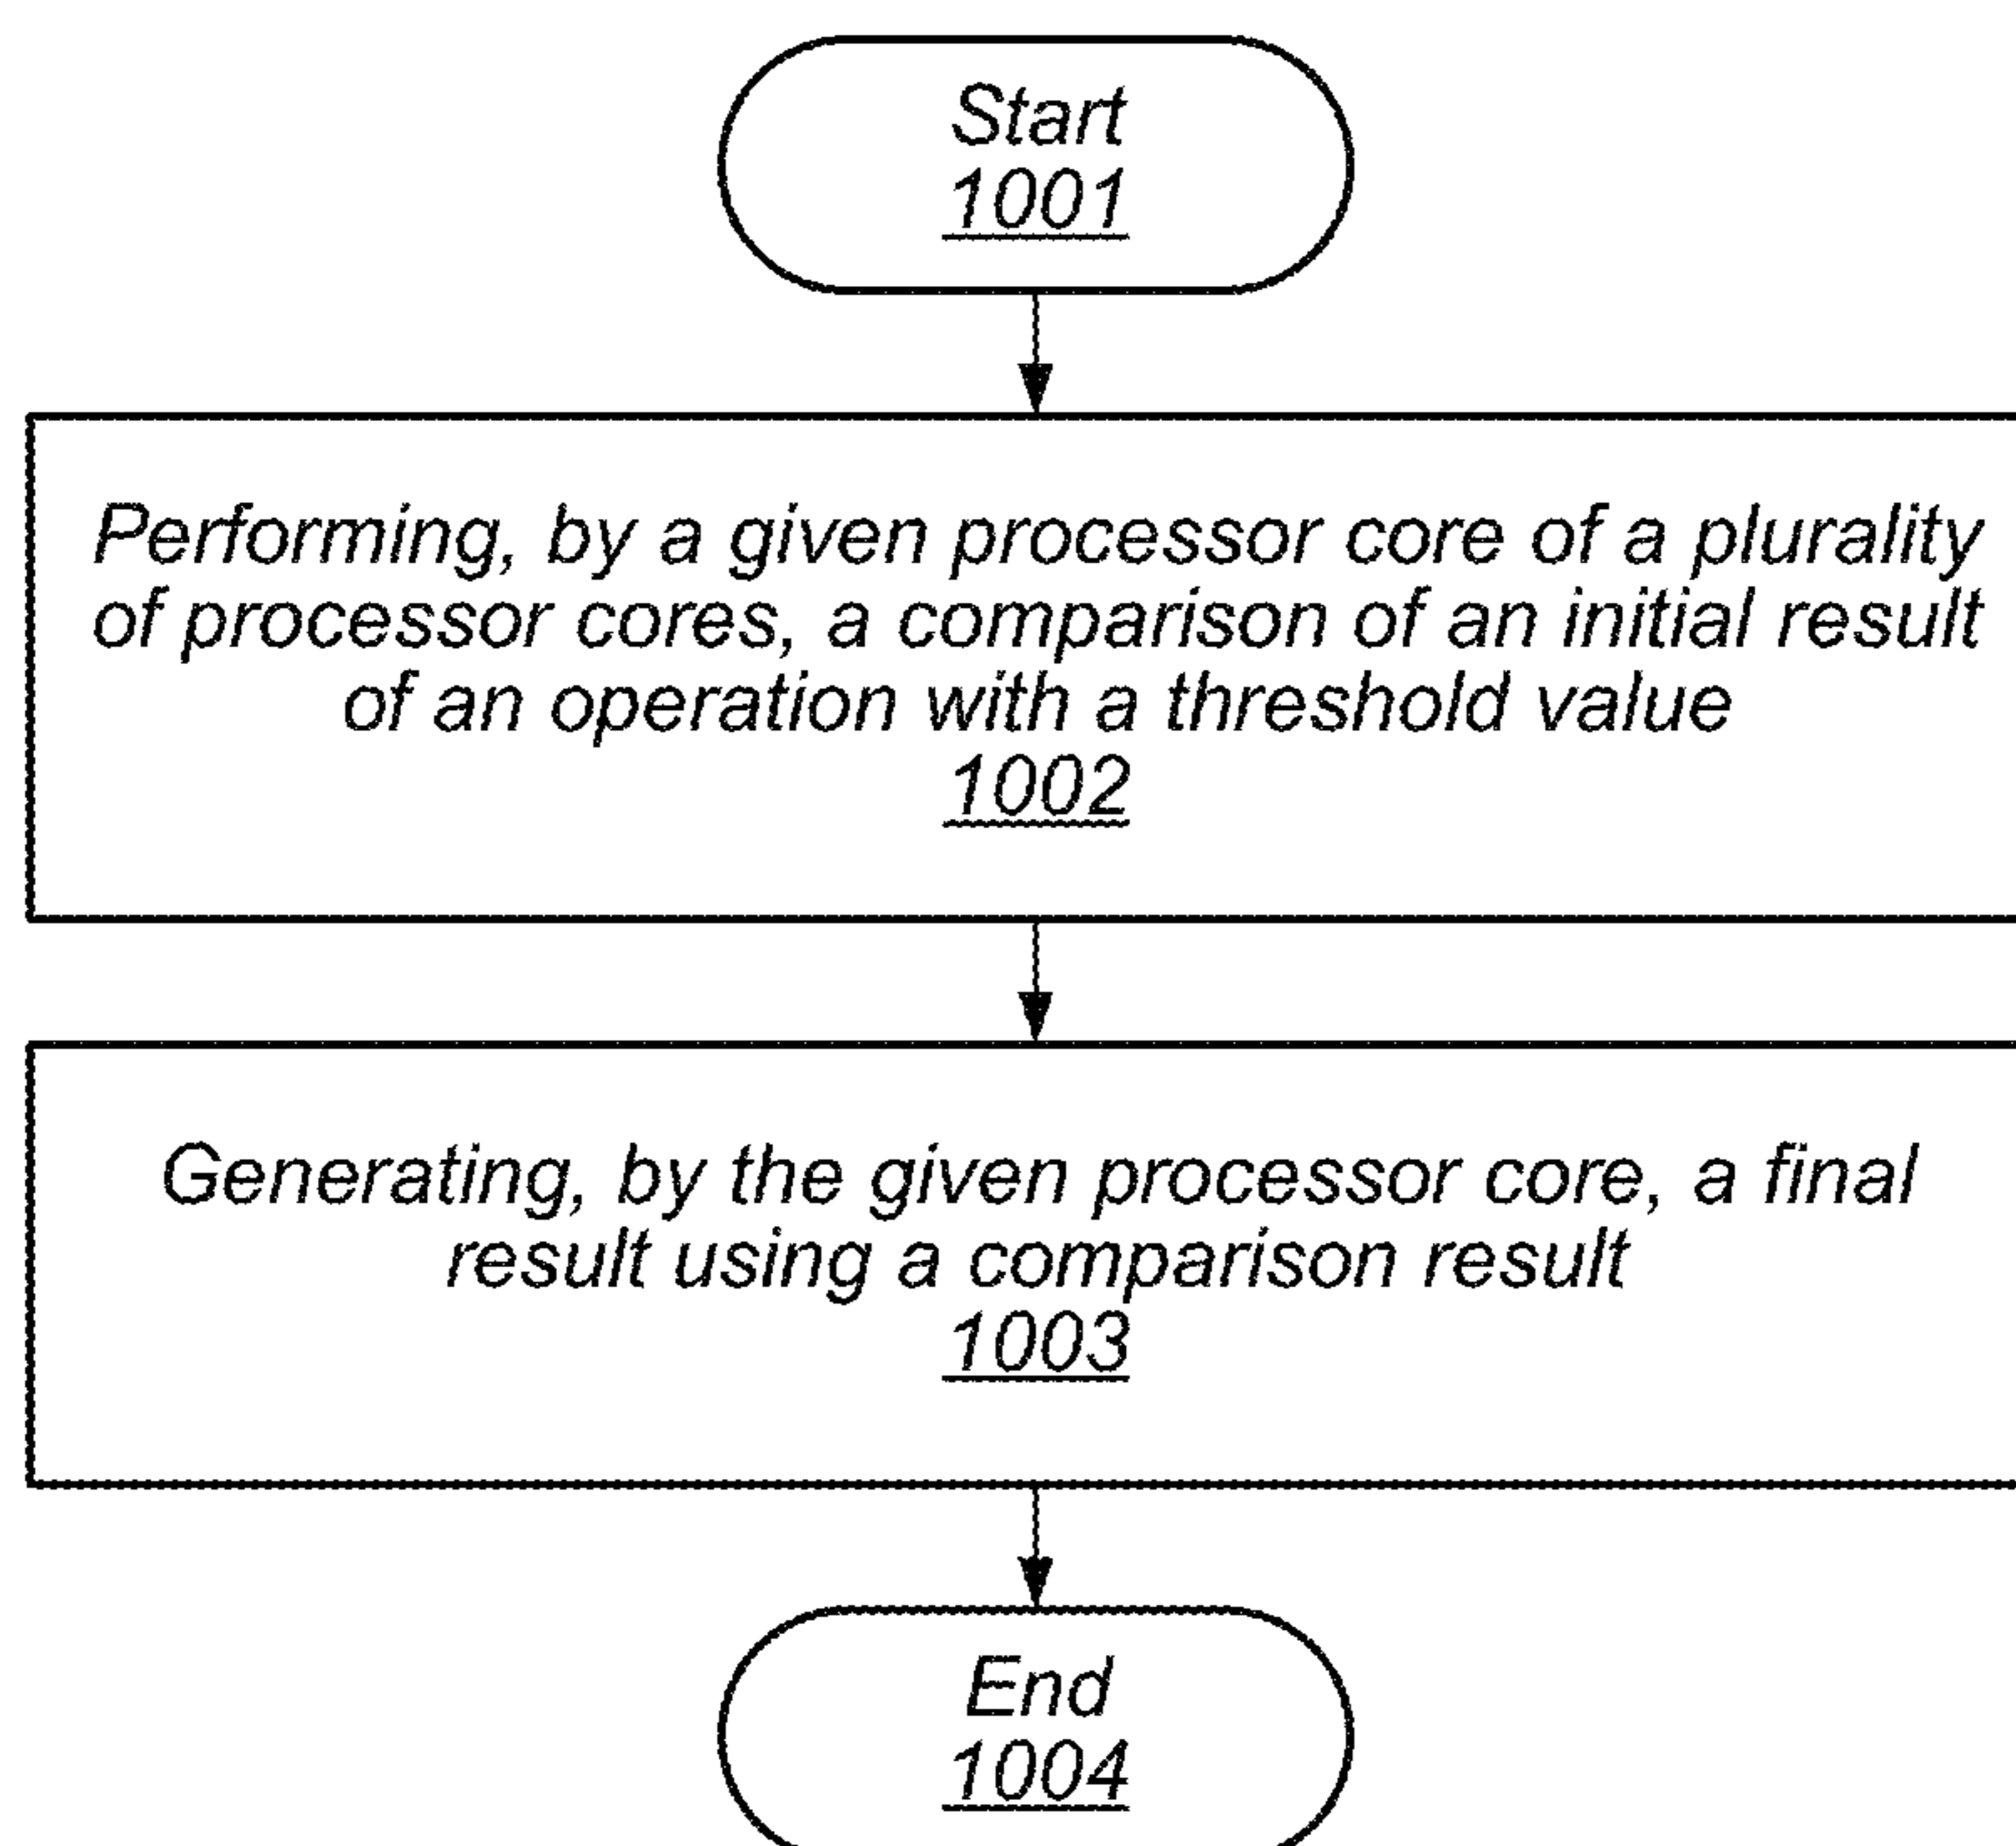 Start
1001
Performing, by a given processor core of a plurality
of processor cores, a comparison of an initial result
of an operation with a threshold value
1002
Generating, by the given processor core, a final
result using a comparison result
1003
End
1004